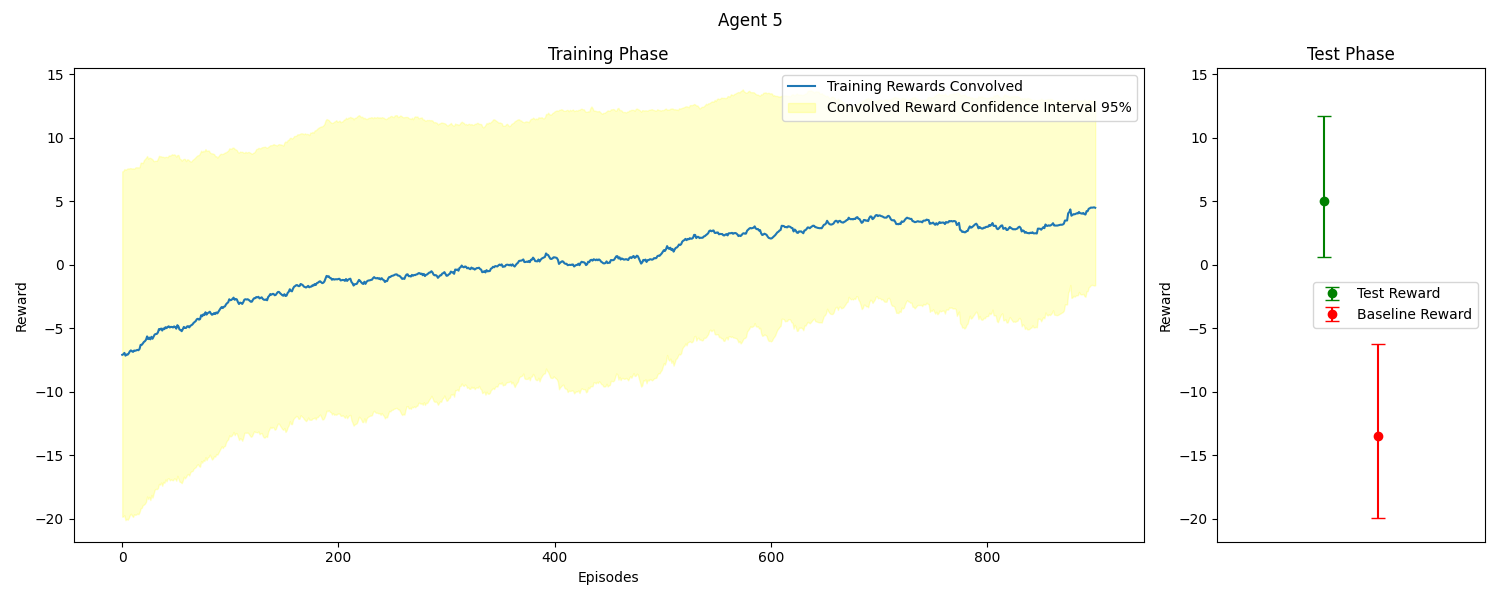 Agent 5
Training Phase
Test Phase
15
10
5
0
−5
−10
−15
−20
Reward
0
200
400
600
800
Episodes
Training Rewards Convolved
Convolved Reward Confidence Interval 95%
15
10
5
0
−5
−10
−15
−20
Reward
Test Reward
Baseline Reward